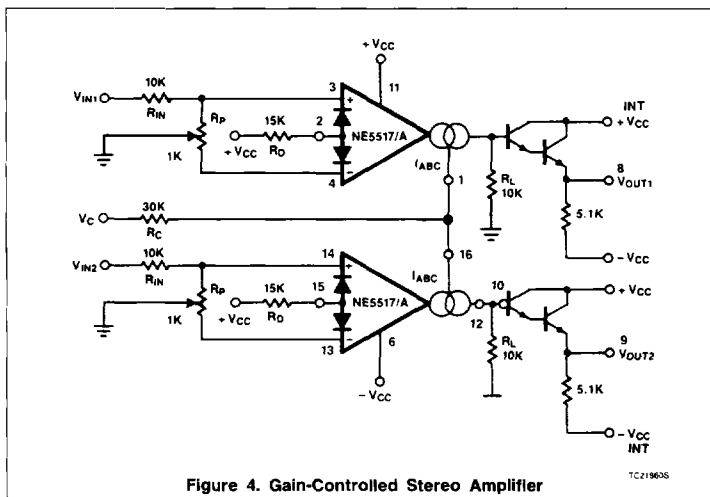 + VCC
11
10K
VIN1
RIN
3
+
RP
15K
2
NE5517/A
+ VCC
RD
1K
4
−
IABC
1
INT
+ VCC
8
VOUT1
RL
10K
5.1K
− VCC
30K
VC
RC
16
10K
VIN2
RIN
14
+
IABC
RP
15K
15
NE5517/A
+ VCC
RD
1K
13
−
6
− VCC
12
10
+ VCC
9
VOUT2
RL
10K
5.1K
− VCC
INT
TC21960S
Figure 4. Gain-Controlled Stereo Amplifier